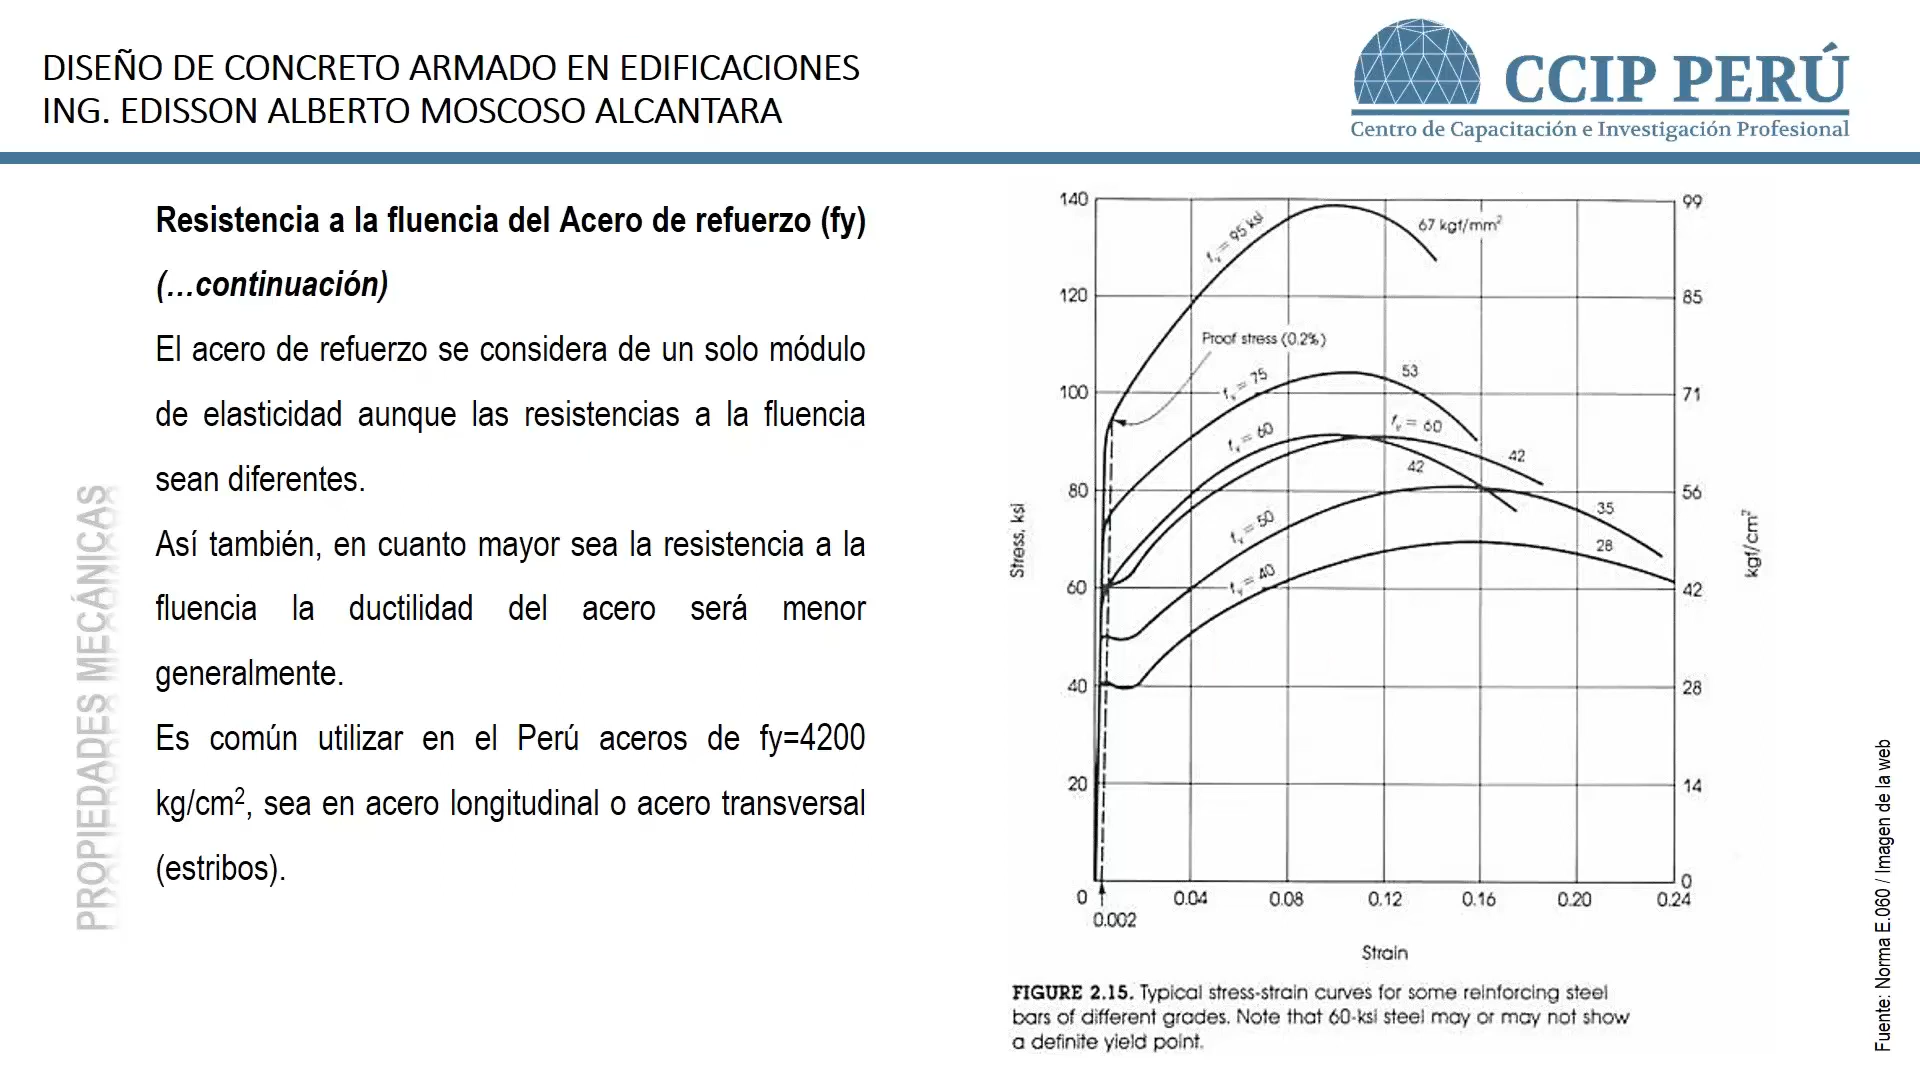 DISEÑO DE CONCRETO ARMADO EN EDIFICACIONES
ING. EDISSON ALBERTO MOSCOSO ALCANTARA
CCIP PERÚ
Centro de Capacitación e Investigación Profesional
PROPIEDADES MECÁNICAS
Resistencia a la fluencia del Acero de refuerzo (fy)
(...continuación)
El acero de refuerzo se considera de un solo módulo
de elasticidad aunque las resistencias a la fluencia
sean diferentes.
Así también, en cuanto mayor sea la resistencia a la
fluencia la ductilidad del acero será menor
generalmente.
Es común utilizar en el Perú aceros de fy=4200
kg/cm², sea en acero longitudinal o acero transversal
(estribos).
140
120
100
80
60
40
20
0
Stress, ksi
99
85
71
56
42
28
14
0
kgf/cm²
fy = 95 ksi
67 kgf/mm²
Proof stress (0.2%)
fy = 75
53
fy = 60
fy = 60
42
42
fy = 50
35
fy = 40
28
0.002
0.04
0.08
0.12
0.16
0.20
0.24
Strain
FIGURE 2.15. Typical stress-strain curves for some reinforcing steel
bars of different grades. Note that 60-ksi steel may or may not show
a definite yield point.
Fuente: Norma E.060 / Imagen de la web